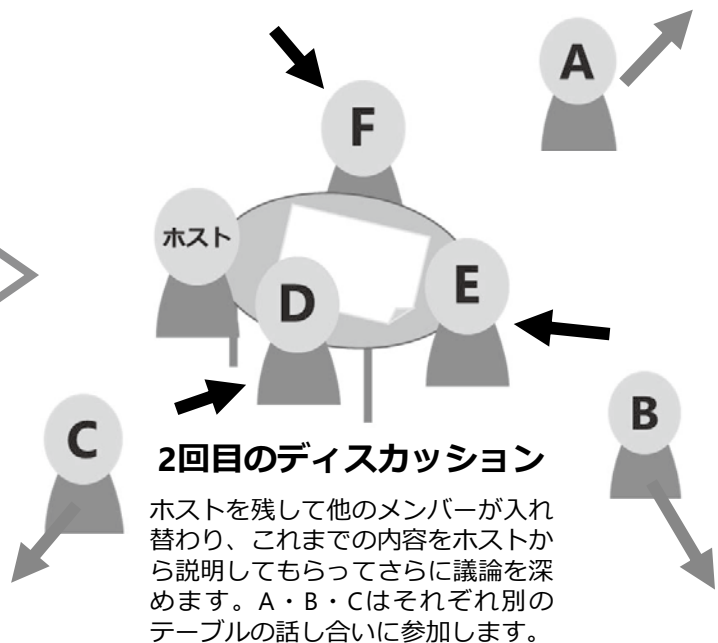 A
F
ホスト
D
E
B
C
2回目のディスカッション
ホストを残して他のメンバーが入れ
替わり、これまでの内容をホストか
ら説明してもらってさらに議論を深
めます。A・B・Cはそれぞれ別の
テーブルの話し合いに参加します。